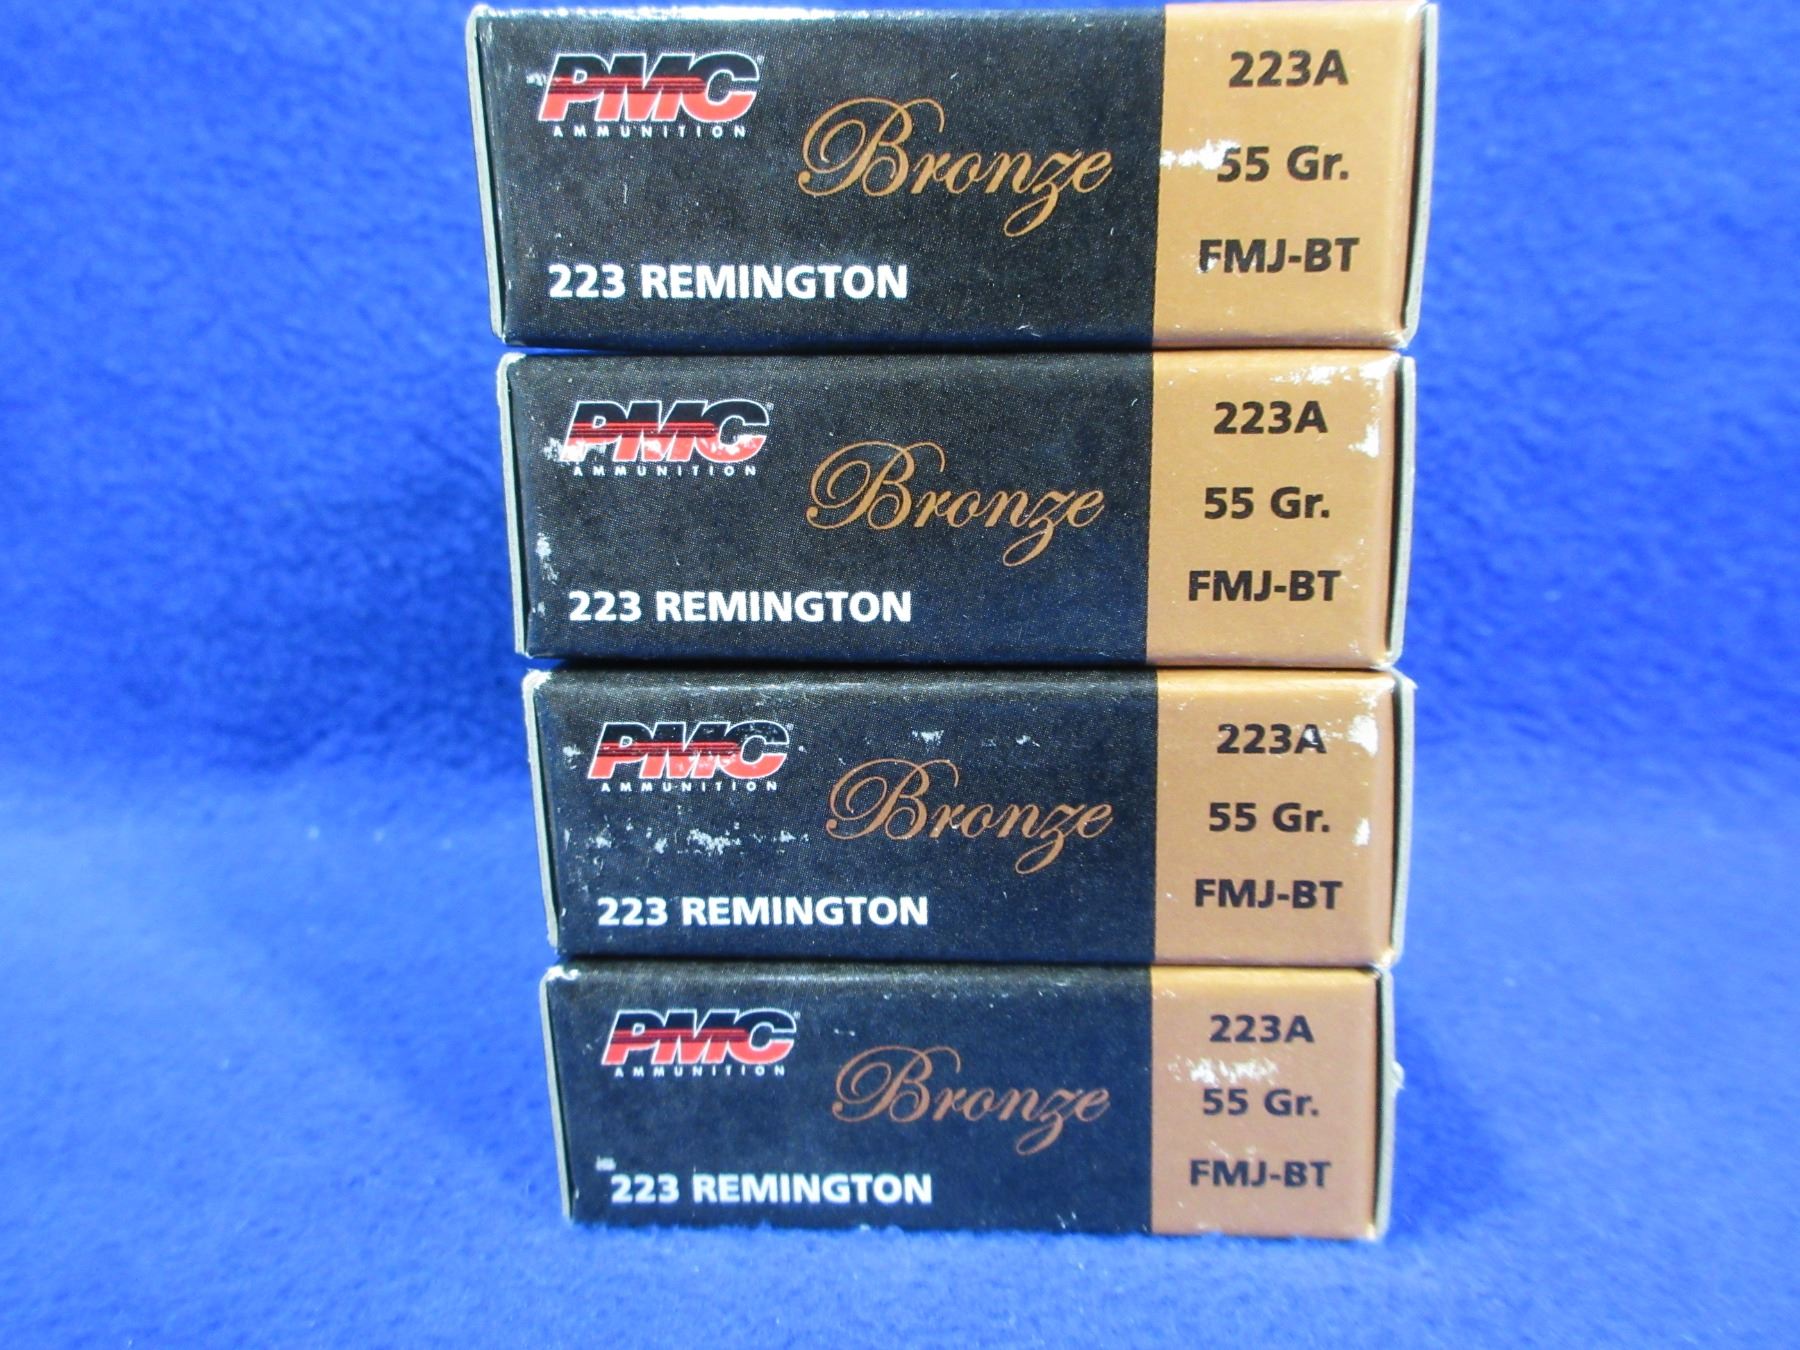 PMC
AMMUNITION
Bronze
223 REMINGTON
223A
55 Gr.
FMJ-BT
PMC
AMMUNITION
Bronze
223 REMINGTON
223A
55 Gr.
FMJ-BT
PMC
AMMUNITION
Bronze
223 REMINGTON
223A
55 Gr.
FMJ-BT
PMC
AMMUNITION
Bronze
223 REMINGTON
223A
55 Gr.
FMJ-BT